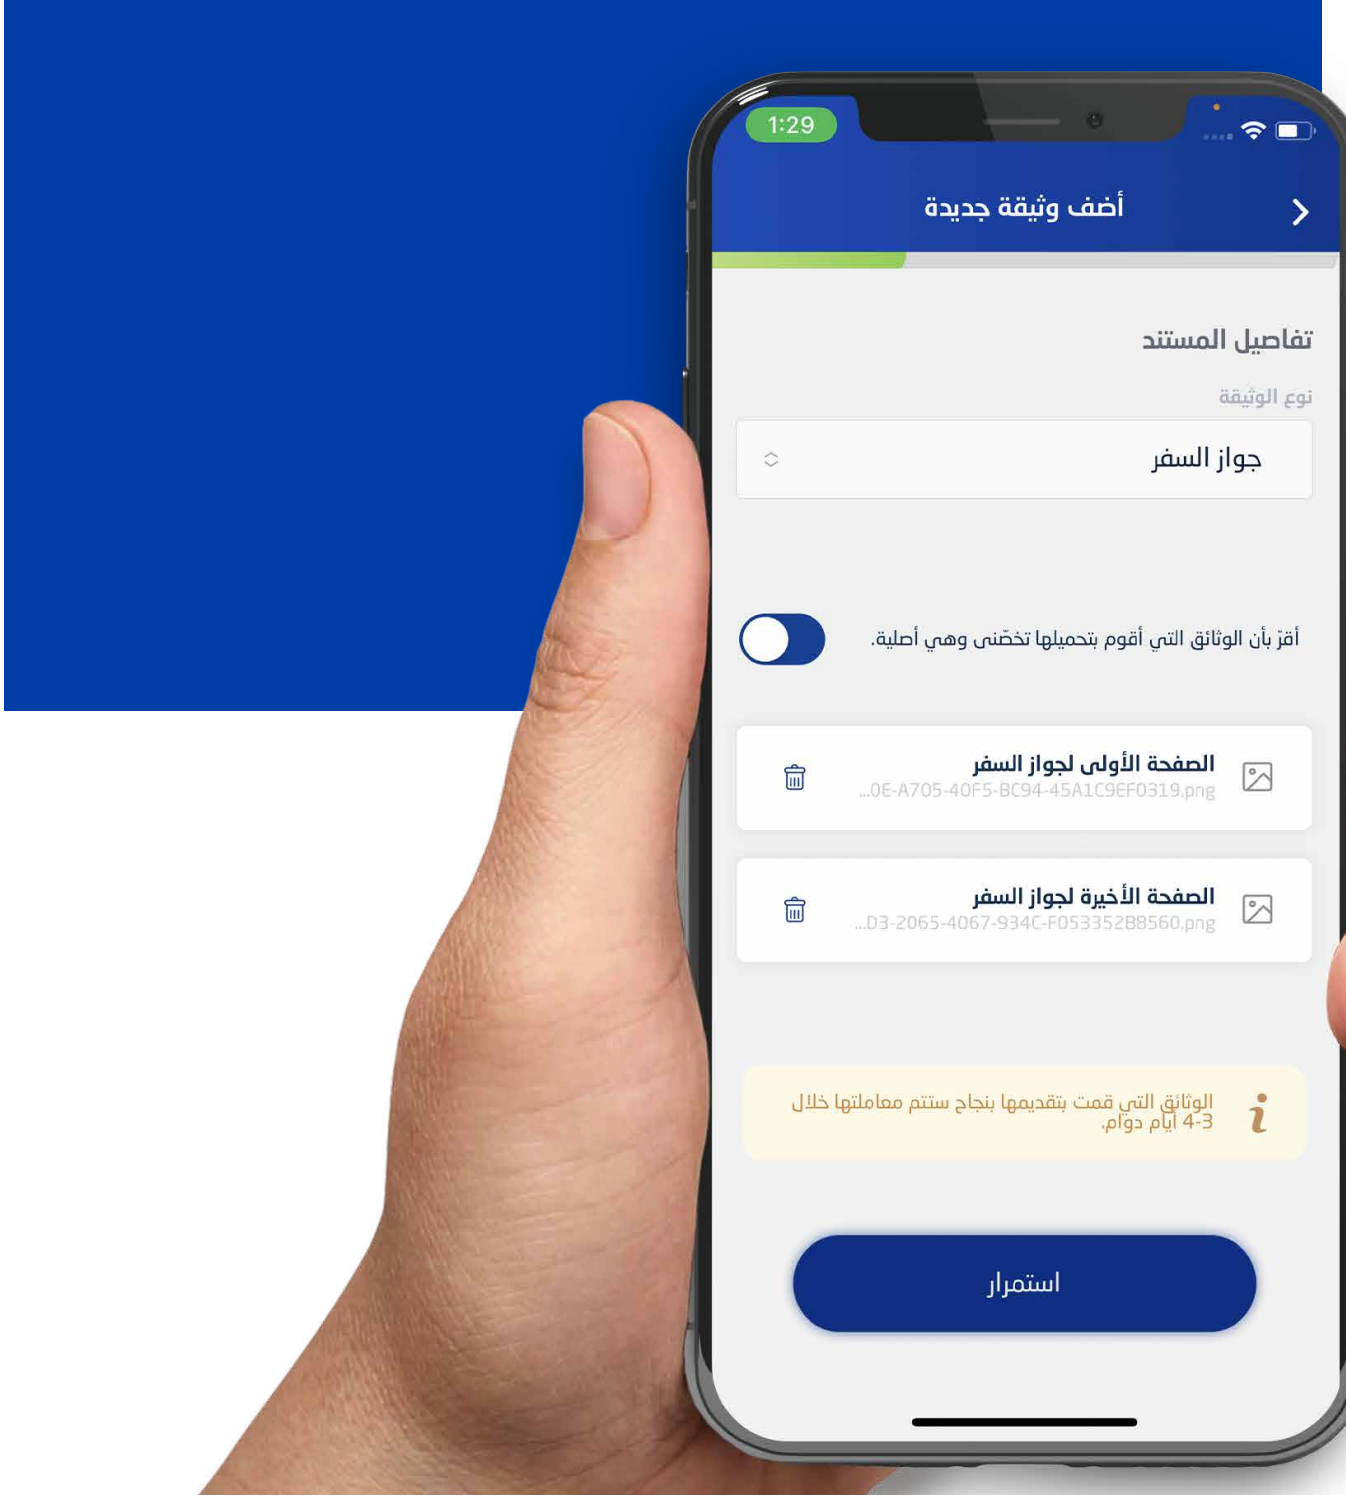 1:29
أضف وثيقة جديدة
تفاصيل المستند
نوع الوثيقة
جواز السفر
أقرّ بأن الوثائق التي أقوم بتحميلها تخصّنى وهي أصلية.
الصفحة الأولى لجواز السفر
...0E-A705-40F5-BC94-45A1C9EF0319.png
الصفحة الأخيرة لجواز السفر
...D3-2065-4067-934C-F053352B8560.png
الوثائق التي قمت بتقديمها بنجاح ستتم معاملتها خلال
3-4 أيام دوام.
استمرار